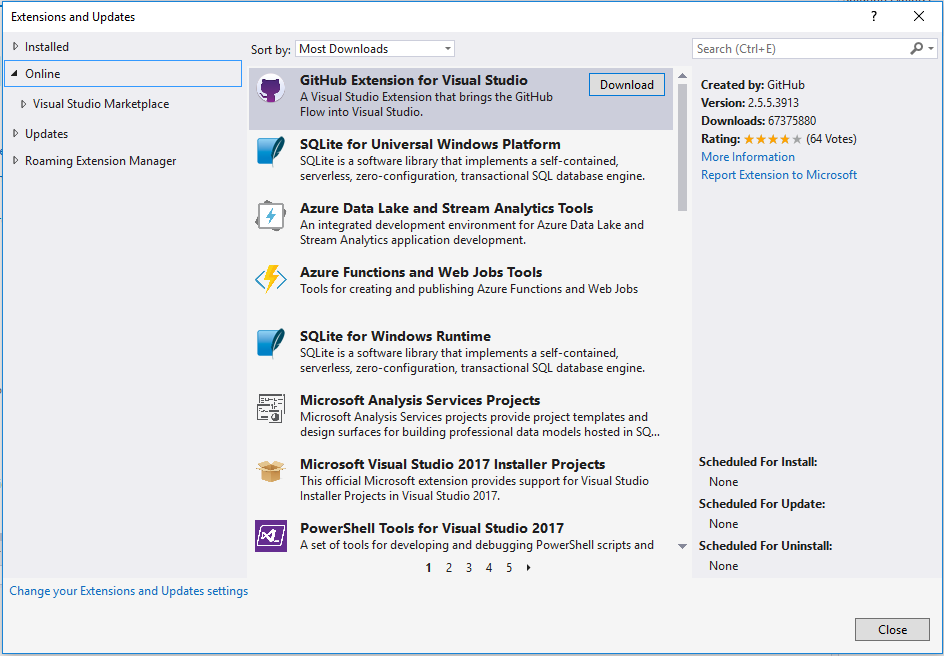 Extensions and Updates
?
Installed
Online
Visual Studio Marketplace
Updates
Roaming Extension Manager
Sort by: Most Downloads
GitHub Extension for Visual Studio
A Visual Studio Extension that brings the GitHub
Flow into Visual Studio.
Download
SQLite for Universal Windows Platform
SQLite is a software library that implements a self-contained,
serverless, zero-configuration, transactional SQL database engine.
Azure Data Lake and Stream Analytics Tools
An integrated development environment for Azure Data Lake and
Stream Analytics application development.
Azure Functions and Web Jobs Tools
Tools for creating and publishing Azure Functions and Web Jobs
SQLite for Windows Runtime
SQLite is a software library that implements a self-contained,
serverless, zero-configuration, transactional SQL database engine.
Microsoft Analysis Services Projects
Microsoft Analysis Services projects provide project templates and
design surfaces for building professional data models hosted in SQ...
Microsoft Visual Studio 2017 Installer Projects
This official Microsoft extension provides support for Visual Studio
Installer Projects in Visual Studio 2017.
PowerShell Tools for Visual Studio 2017
A set of tools for developing and debugging PowerShell scripts and
1 2 3 4 5
Search (Ctrl+E)
Created by: GitHub
Version: 2.5.5.3913
Downloads: 67375880
Rating: (64 Votes)
More Information
Report Extension to Microsoft
Scheduled For Install:
None
Scheduled For Update:
None
Scheduled For Uninstall:
None
Change your Extensions and Updates settings
Close